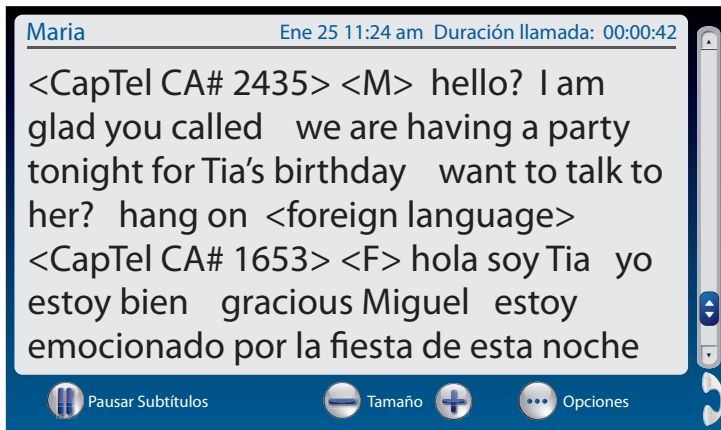 Maria Ene 25 11:24 am Duración llamada: 00:00:42
<CapTel CA# 2435> <M> hello? I am
glad you called we are having a party
tonight for Tia's birthday want to talk to
her? hang on <foreign language>
<CapTel CA# 1653> <F> hola soy Tia yo
estoy bien gracious Miguel estoy
emocionado por la fiesta de esta noche
Pausar Subtítulos Tamaño Opciones